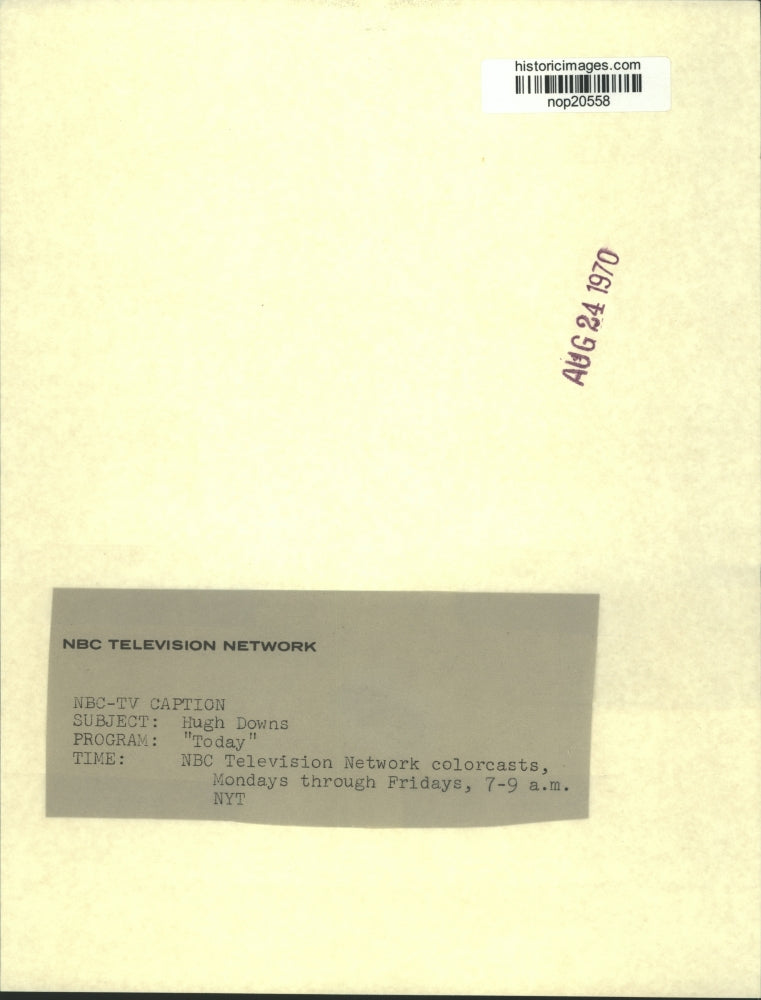 historicimages.com
nop20558
AUG 24 1970
NBC TELEVISION NETWORK
NBC-TV CAPTION
SUBJECT: Hugh Downs
PROGRAM: "Today"
TIME: NBC Television Network colorcasts,
Mondays through Fridays, 7-9 a.m.
NYT